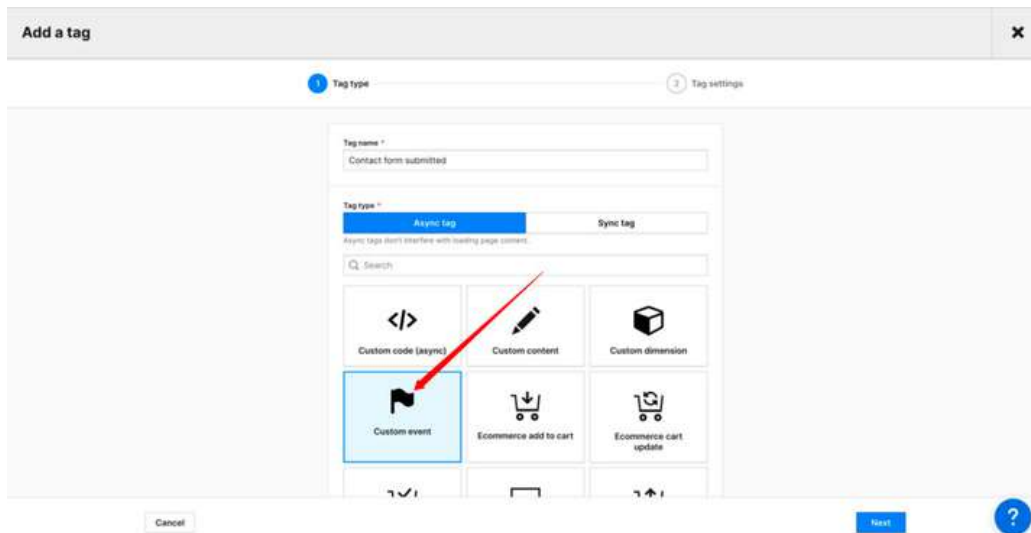 Add a tag
1 Tag type
2 Tag settings
Tag name *
Contact form submitted
Tag type *
Async tag
Sync tag
Async tags don't interfere with loading page content.
Search
</>
Custom code (async)
Custom content
Custom dimension
Custom event
Ecommerce add to cart
Ecommerce cart
update
Cancel
Next
?